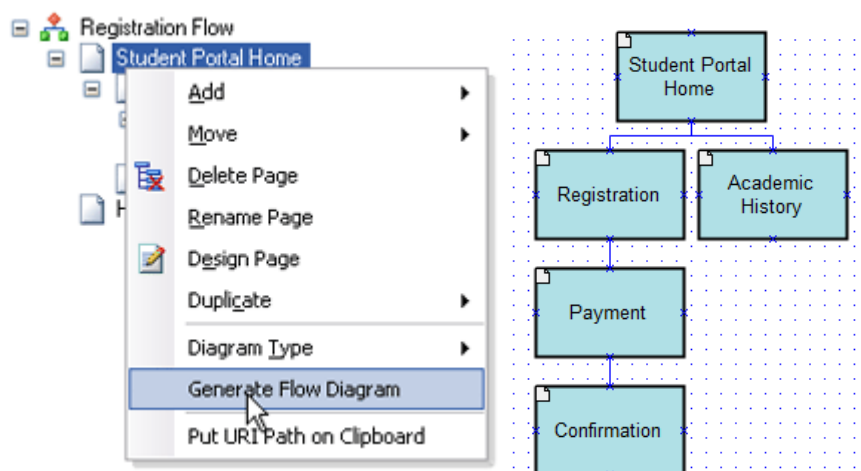 Registration Flow
Student Portal Home
Add
Move
Delete Page
Rename Page
Design Page
Duplicate
Diagram Type
Generate Flow Diagram
Put URI Path on Clipboard
Student Portal
Home
Registration
Academic
History
Payment
Confirmation